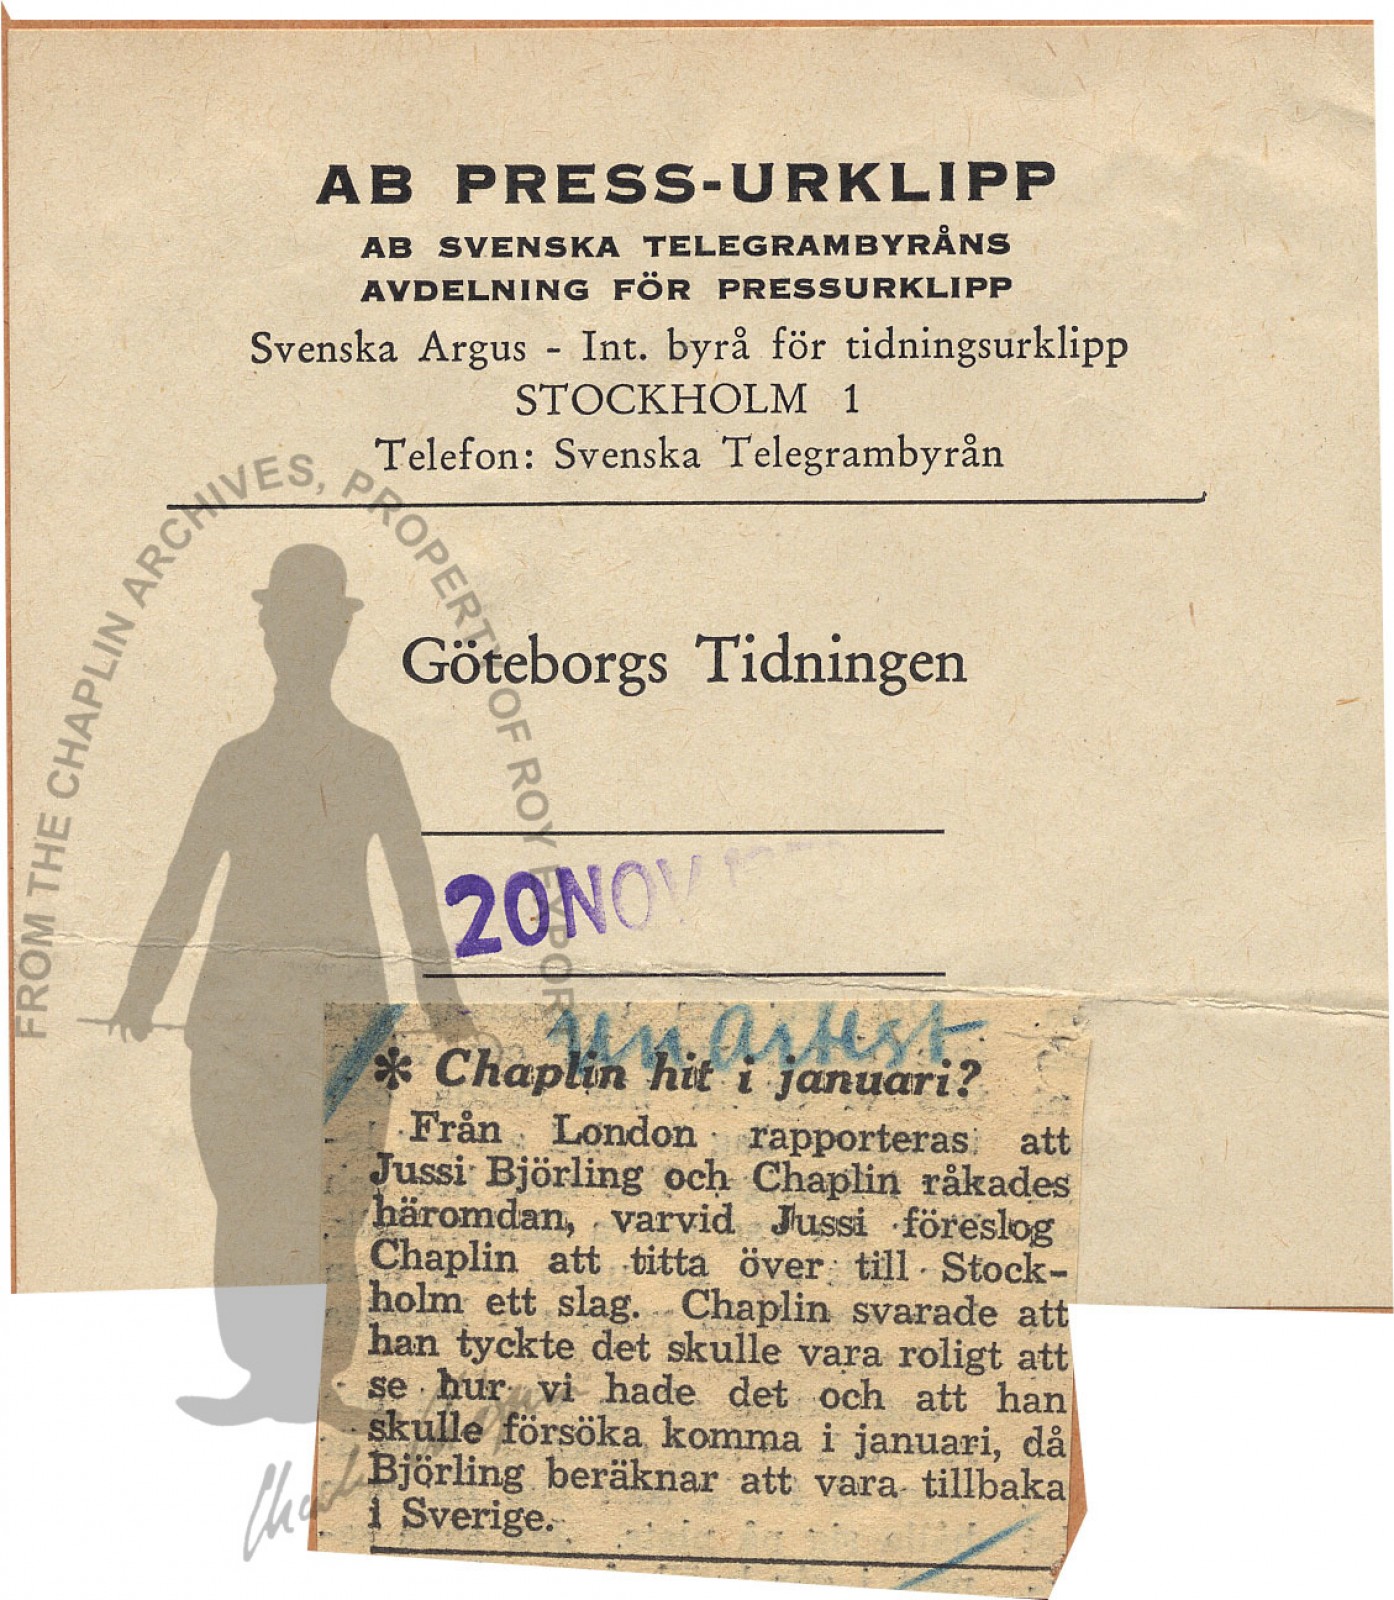 AB PRESS-URKLIPP
AB SVENSKA TELEGRAMBYRÅNS
AVDELNING FÖR PRESSURKLIPP
Svenska Argus - Int. byrå för tidningsurklipp
STOCKHOLM 1
Telefon: Svenska Telegrambyrån
FROM THE CHAPLIN ARCHIVES, PROPERTY OF ROY EXPORT
Göteborgs Tidningen
20 NOV
Un Artist
* Chaplin hit i januari?
Från London rapporteras att
Jussi Björling och Chaplin råkades
häromdan, varvid Jussi föreslog
Chaplin att titta över till Stock-
holm ett slag. Chaplin svarade att
han tyckte det skulle vara roligt att
se hur vi hade det och att han
skulle försöka komma i januari, då
Björling beräknar att vara tillbaka
i Sverige.